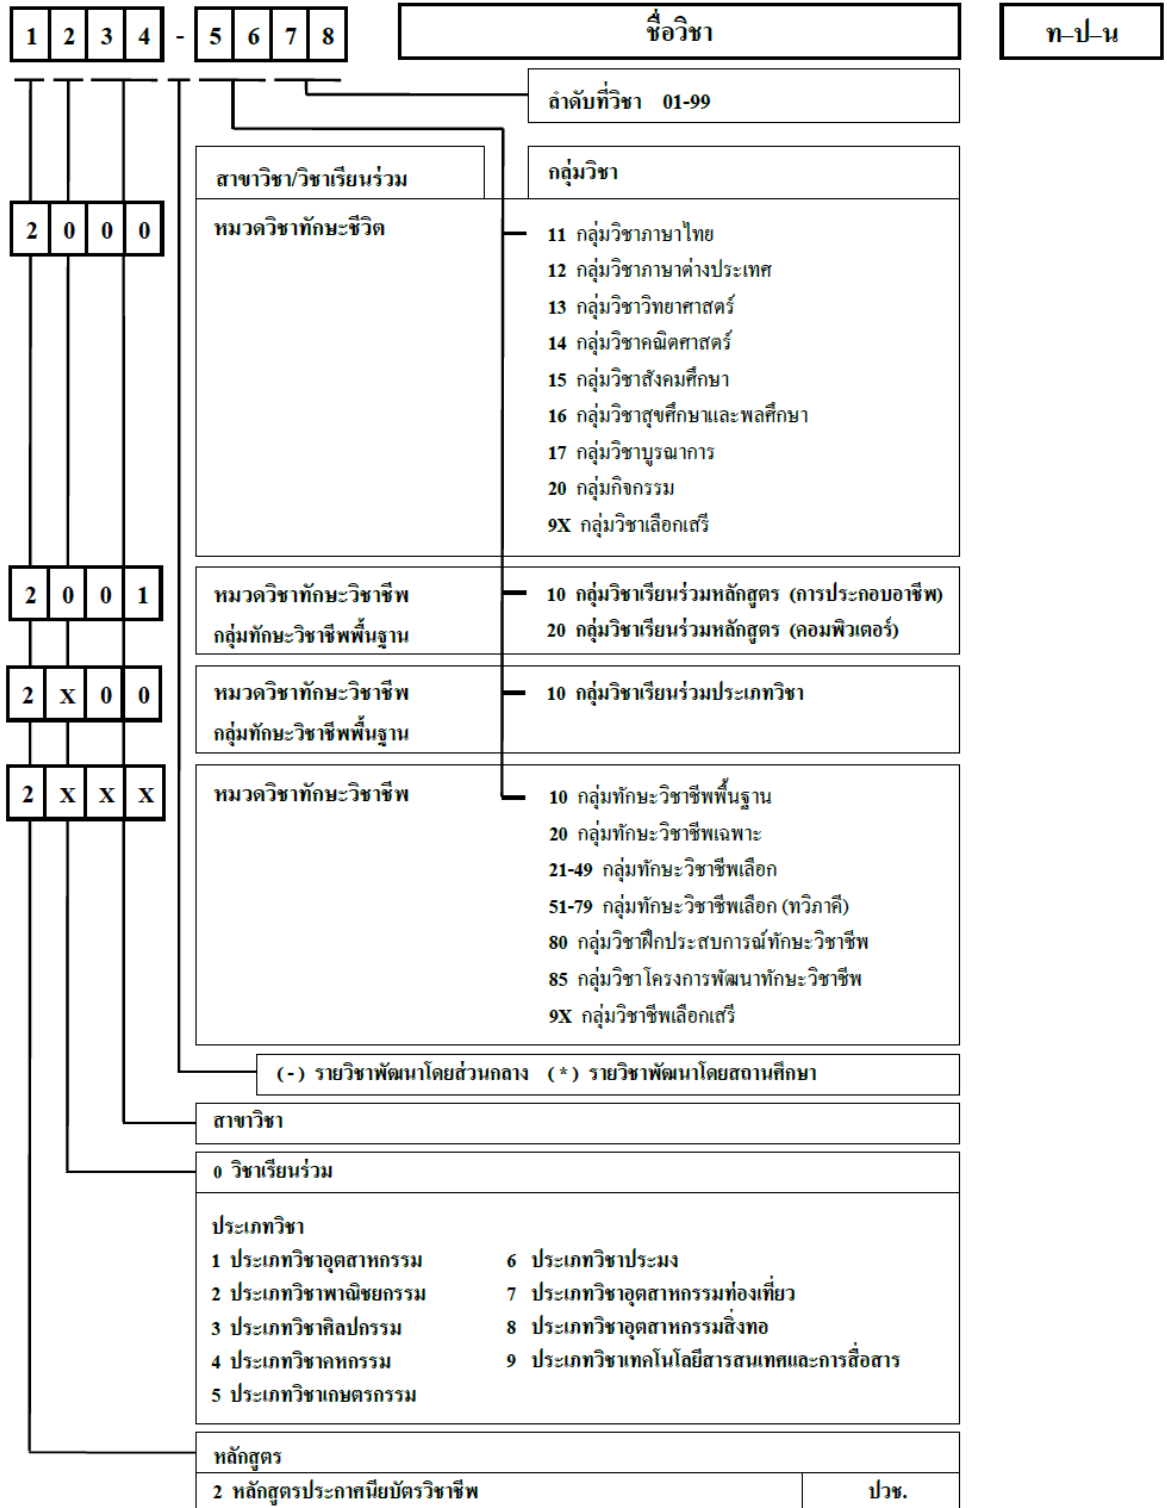 1 2 3 4 - 5 6 7 8 ชื่อวิชา ท–ป–น
ลำดับที่วิชา 01-99
สาขาวิชา/วิชาเรียนร่วม กลุ่มวิชา
2 0 0 0 หมวดวิชาทักษะชีวิต
11 กลุ่มวิชาภาษาไทย
12 กลุ่มวิชาภาษาต่างประเทศ
13 กลุ่มวิชาวิทยาศาสตร์
14 กลุ่มวิชาคณิตศาสตร์
15 กลุ่มวิชาสังคมศึกษา
16 กลุ่มวิชาสุขศึกษาและพลศึกษา
17 กลุ่มวิชาบูรณาการ
20 กลุ่มกิจกรรม
9X กลุ่มวิชาเลือกเสรี
2 0 0 1 หมวดวิชาทักษะวิชาชีพ 10 กลุ่มวิชาเรียนร่วมหลักสูตร (การประกอบอาชีพ)
กลุ่มทักษะวิชาชีพพื้นฐาน 20 กลุ่มวิชาเรียนร่วมหลักสูตร (คอมพิวเตอร์)
2 X 0 0 หมวดวิชาทักษะวิชาชีพ 10 กลุ่มวิชาเรียนร่วมประเภทวิชา
กลุ่มทักษะวิชาชีพพื้นฐาน
2 X X X หมวดวิชาทักษะวิชาชีพ 10 กลุ่มทักษะวิชาชีพพื้นฐาน
20 กลุ่มทักษะวิชาชีพเฉพาะ
21-49 กลุ่มทักษะวิชาชีพเลือก
51-79 กลุ่มทักษะวิชาชีพเลือก (ทวิภาคี)
80 กลุ่มวิชาฝึกประสบการณ์ทักษะวิชาชีพ
85 กลุ่มวิชาโครงการพัฒนาทักษะวิชาชีพ
9X กลุ่มวิชาชีพเลือกเสรี
( - ) รายวิชาพัฒนาโดยส่วนกลาง ( * ) รายวิชาพัฒนาโดยสถานศึกษา
สาขาวิชา
0 วิชาเรียนร่วม
ประเภทวิชา
1 ประเภทวิชาอุตสาหกรรม 6 ประเภทวิชาประมง
2 ประเภทวิชาพาณิชยกรรม 7 ประเภทวิชาอุตสาหกรรมท่องเที่ยว
3 ประเภทวิชาศิลปกรรม 8 ประเภทวิชาอุตสาหกรรมสิ่งทอ
4 ประเภทวิชาคหกรรม 9 ประเภทวิชาเทคโนโลยีสารสนเทศและการสื่อสาร
5 ประเภทวิชาเกษตรกรรม
หลักสูตร
2 หลักสูตรประกาศนียบัตรวิชาชีพ ปวช.